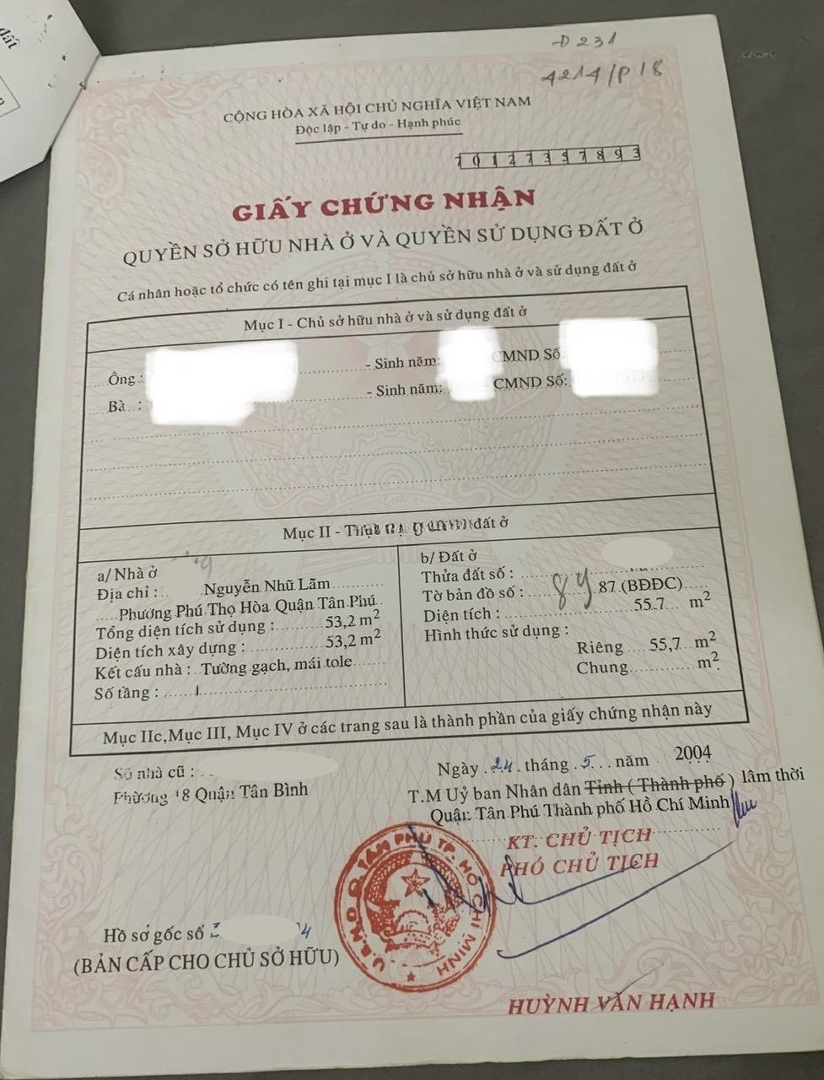 đất
D 231
4214/P 18
CỘNG HÒA XÃ HỘI CHỦ NGHĨA VIỆT NAM
Độc lập - Tự do - Hạnh phúc
GIẤY CHỨNG NHẬN
QUYỀN SỞ HỮU NHÀ Ở VÀ QUYỀN SỬ DỤNG ĐẤT Ở
Cá nhân hoặc tổ chức có tên ghi tại mục I là chủ sở hữu nhà ở và sử dụng đất ở
Mục I - Chủ sở hữu nhà ở và sử dụng đất ở
Ông : - Sinh năm: CMND Số
Bà : - Sinh năm: CMND Số:
Mục II - đất ở
a/ Nhà ở
Địa chỉ : Nguyễn Nhữ Lãm
Phường Phú Thọ Hòa Quận Tân Phú
Tổng diện tích sử dụng : 53,2 m²
Diện tích xây dựng : 53,2 m²
Kết cấu nhà : Tường gạch, mái tole
Số tầng : 1
b/ Đất ở
Thửa đất số :
Tờ bản đồ số : 87 (BĐĐC)
Diện tích : 55.7 m²
Hình thức sử dụng :
Riêng 55,7 m²
Chung m²
Mục IIc,Mục III, Mục IV ở các trang sau là thành phần của giấy chứng nhận này
Số nhà cũ :
Phường 18 Quận Tân Bình
Ngày 24 tháng 5 năm 2004
T.M Uỷ ban Nhân dân Tỉnh ( Thành phố ) lâm thời
Quận Tân Phú Thành phố Hồ Chí Minh
KT. CHỦ TỊCH
PHÓ CHỦ TỊCH
U.B.N.D Q.TÂN PHÚ TP. HỒ CHÍ MINH
Hồ sơ gốc số
(BẢN CẤP CHO CHỦ SỞ HỮU)
HUỲNH VĂN HẠNH